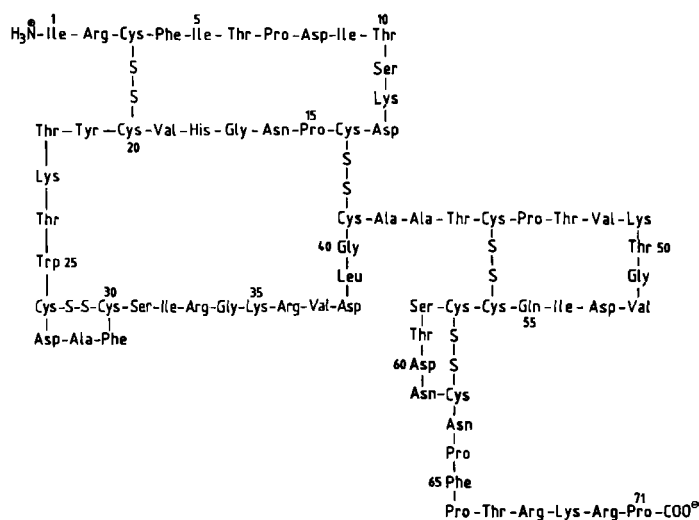 1 5 10
H₃N⊕-Ile-Arg-Cys-Phe-Ile-Thr-Pro-Asp-Ile-Thr
S Ser
S Lys
15
Thr-Tyr-Cys-Val-His-Gly-Asn-Pro-Cys-Asp
20
S
Lys
S
Thr Cys-Ala-Ala-Thr-Cys-Pro-Thr-Val-Lys
40 Gly S Thr 50
Trp 25
Leu S Gly
30 35
Cys-S-S-Cys-Ser-Ile-Arg-Gly-Lys-Arg-Val-Asp Ser-Cys-Cys-Gln-Ile-Asp-Val
55
Asp-Ala-Phe Thr S
60 Asp S
Asn-Cys
Asn
Pro
65 Phe
71
Pro-Thr-Arg-Lys-Arg-Pro-COO⊖